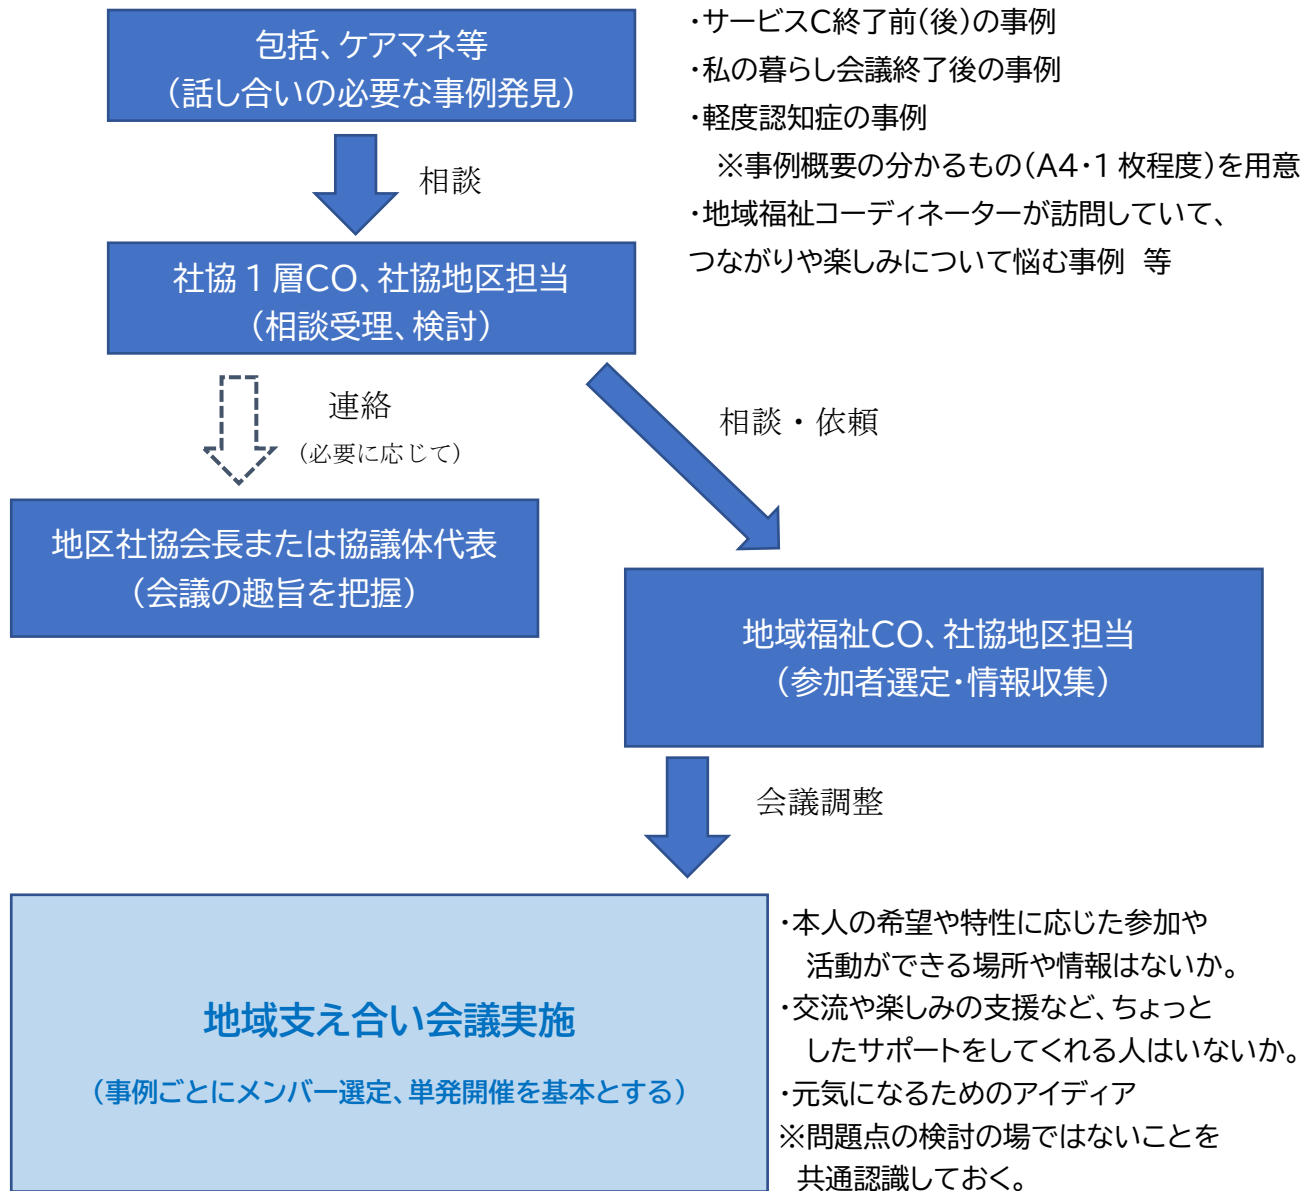 包括、ケアマネ等
（話し合いの必要な事例発見）
・サービスC終了前(後)の事例
・私の暮らし会議終了後の事例
・軽度認知症の事例
※事例概要の分かるもの(A4・1枚程度)を用意
・地域福祉コーディネーターが訪問していて、
つながりや楽しみについて悩む事例　等
相談
社協1層CO、社協地区担当
（相談受理、検討）
連絡
（必要に応じて）
相談・依頼
地区社協会長または協議体代表
（会議の趣旨を把握）
地域福祉CO、社協地区担当
（参加者選定・情報収集）
会議調整
地域支え合い会議実施
（事例ごとにメンバー選定、単発開催を基本とする）
・本人の希望や特性に応じた参加や
活動ができる場所や情報はないか。
・交流や楽しみの支援など、ちょっと
したサポートをしてくれる人はいないか。
・元気になるためのアイディア
※問題点の検討の場ではないことを
共通認識しておく。